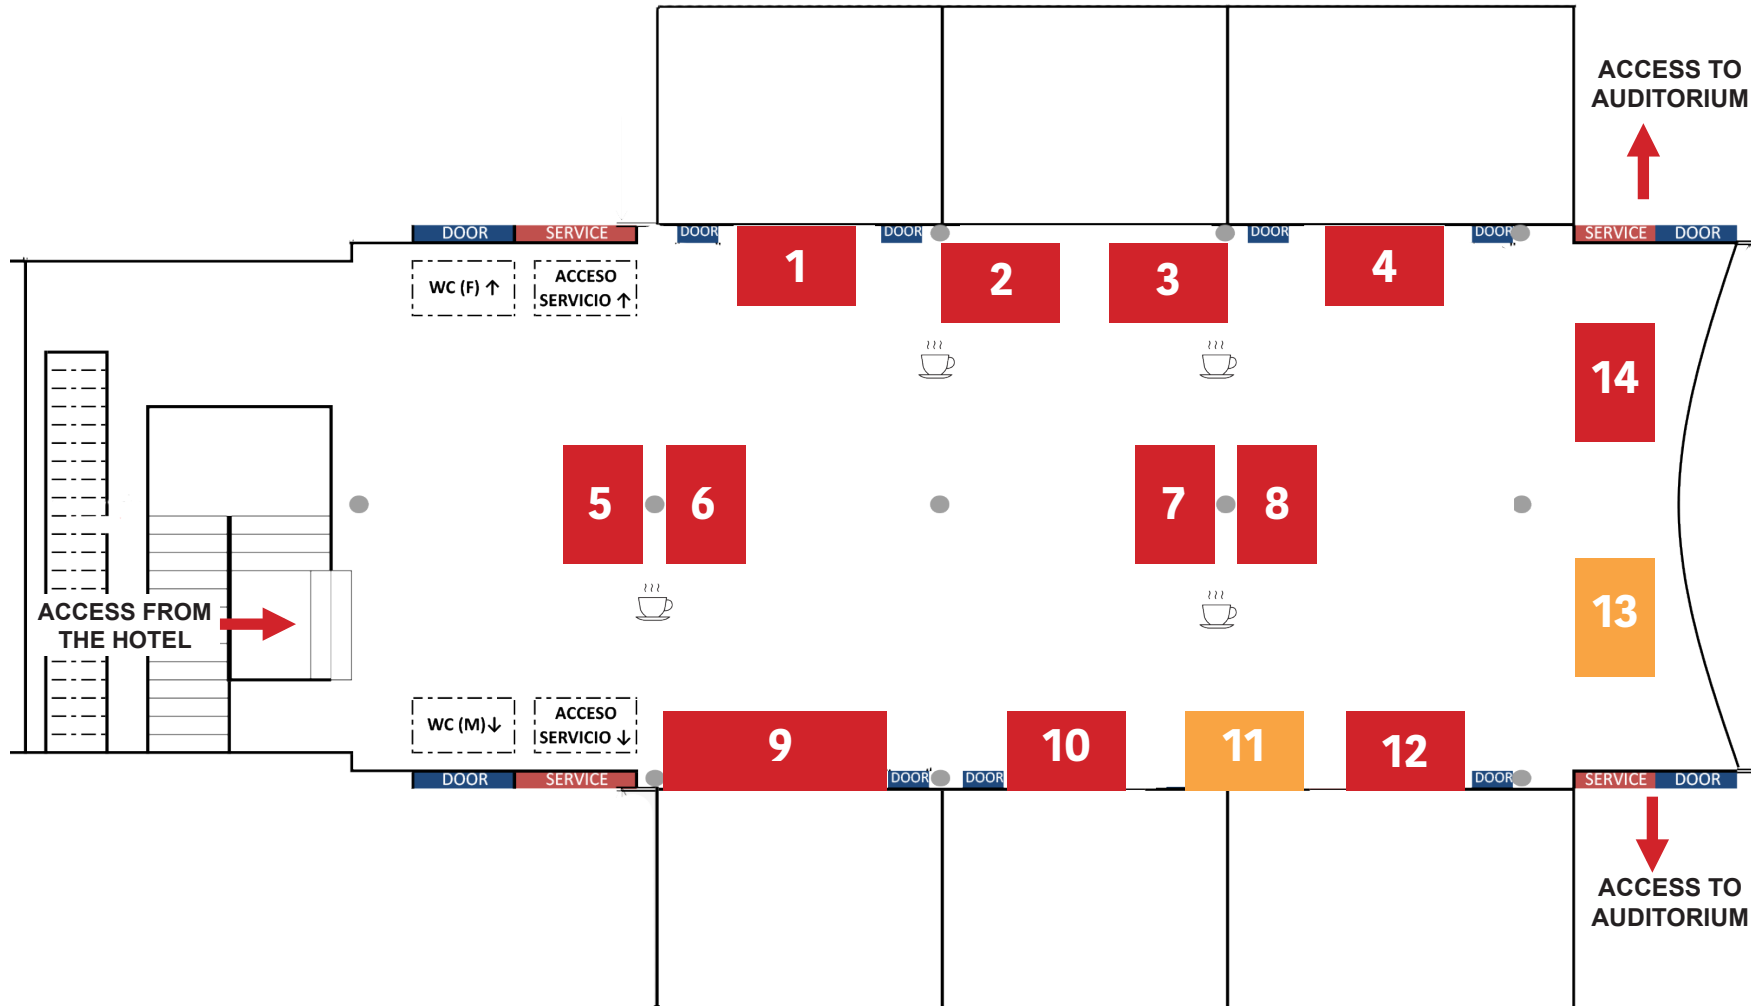 ACCESS TO
AUDITORIUM
DOOR
SERVICE
DOOR
DOOR
DOOR
DOOR
SERVICE
DOOR
WC (F) ↑
ACCESO
SERVICIO ↑
1
2
3
4
14
5
6
7
8
ACCESS FROM
THE HOTEL
13
WC (M)↓
ACCESO
SERVICIO ↓
9
10
11
12
DOOR
SERVICE
DOOR
DOOR
DOOR
SERVICE
DOOR
ACCESS TO
AUDITORIUM